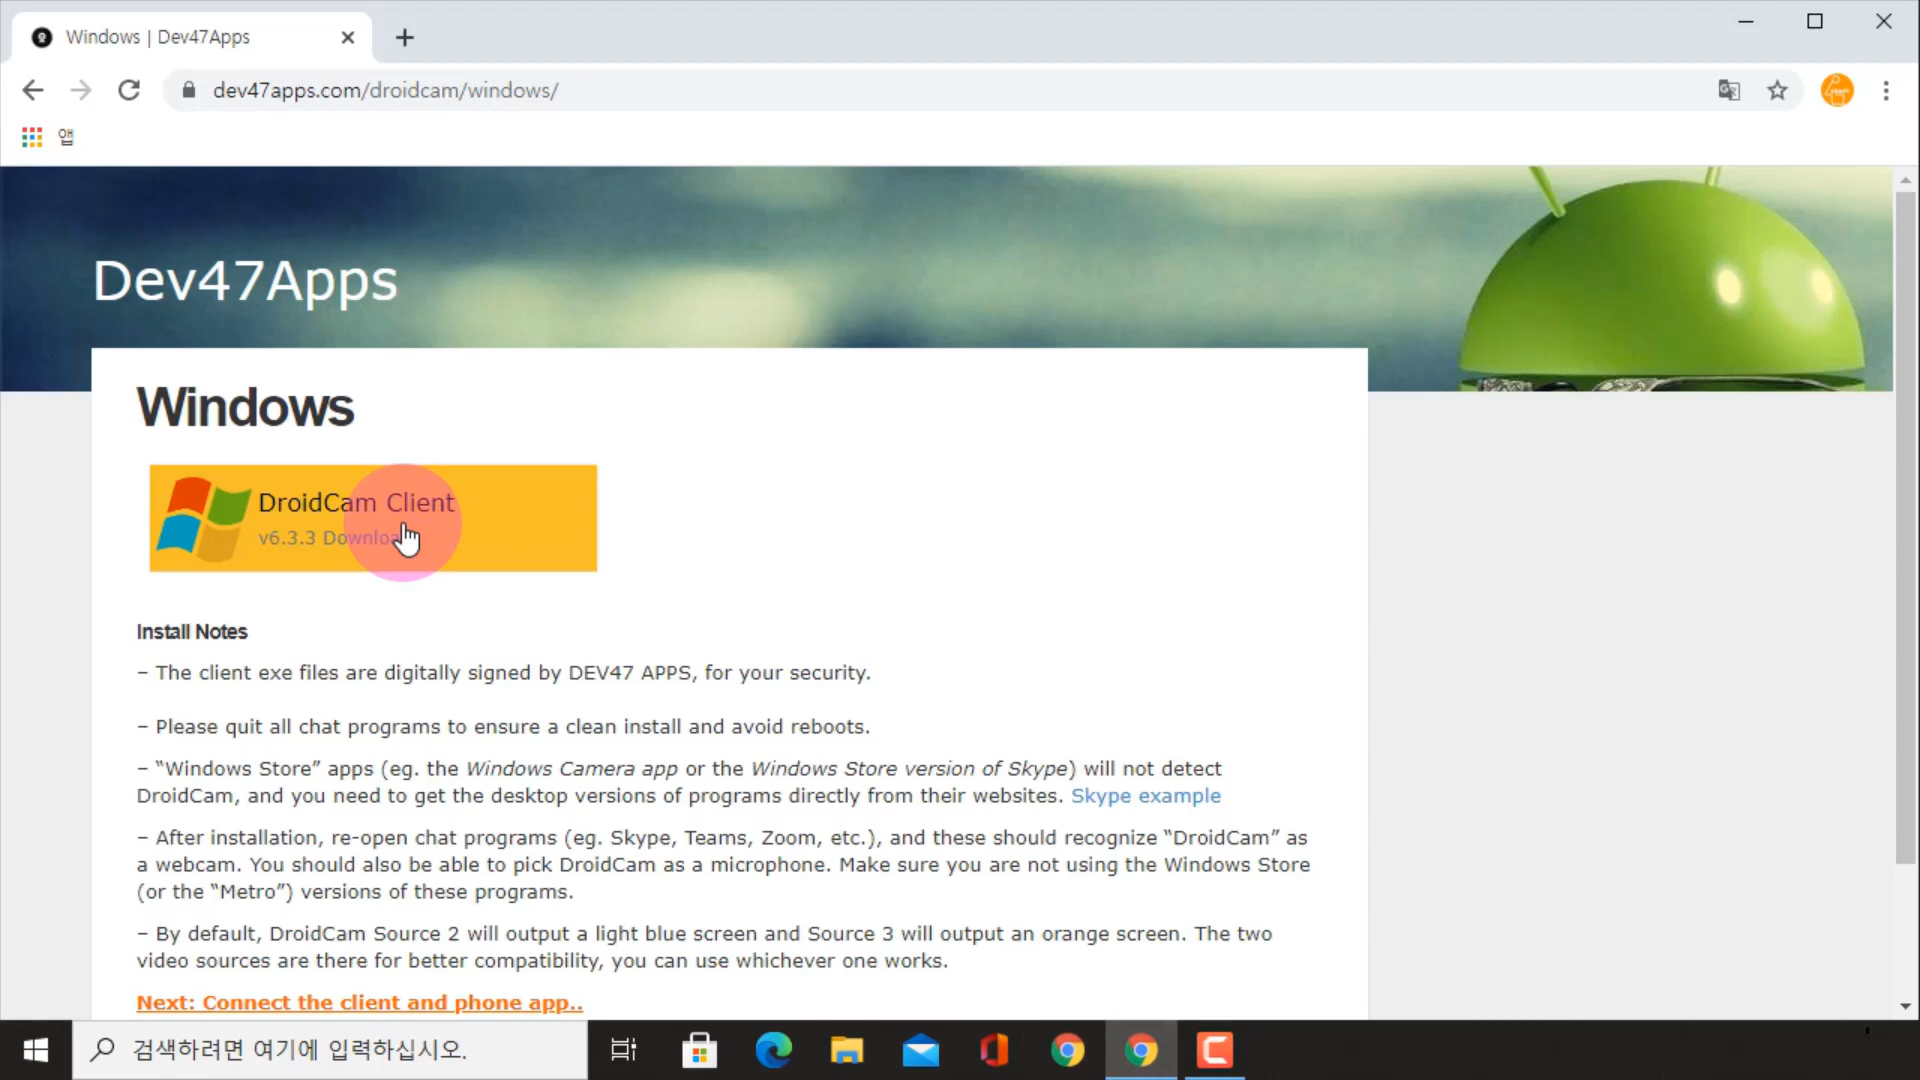 Windows | Dev47Apps
dev47apps.com/droidcam/windows/
앱
Dev47Apps
Windows
DroidCam Client
v6.3.3 Download
Install Notes
– The client exe files are digitally signed by DEV47 APPS, for your security.
– Please quit all chat programs to ensure a clean install and avoid reboots.
– “Windows Store” apps (eg. the Windows Camera app or the Windows Store version of Skype) will not detect
DroidCam, and you need to get the desktop versions of programs directly from their websites. Skype example
– After installation, re-open chat programs (eg. Skype, Teams, Zoom, etc.), and these should recognize “DroidCam” as
a webcam. You should also be able to pick DroidCam as a microphone. Make sure you are not using the Windows Store
(or the “Metro”) versions of these programs.
– By default, DroidCam Source 2 will output a light blue screen and Source 3 will output an orange screen. The two
video sources are there for better compatibility, you can use whichever one works.
Next: Connect the client and phone app..
검색하려면 여기에 입력하십시오.